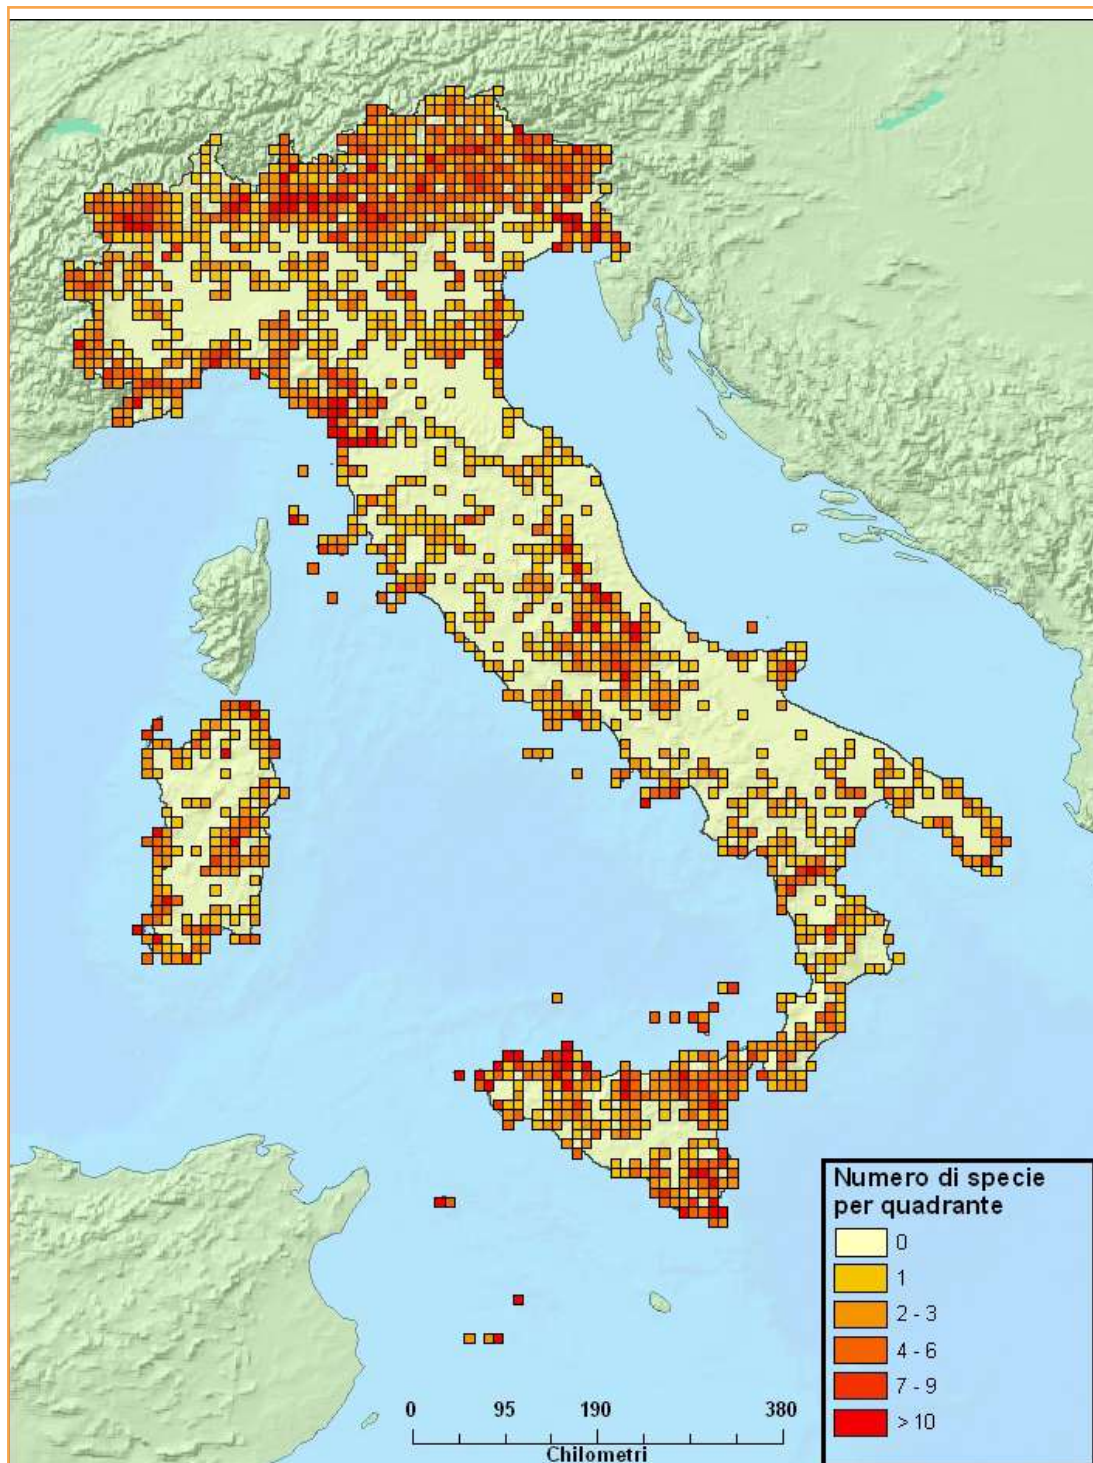 Numero di specie
per quadrante
0
1
2 - 3
4 - 6
7 - 9
> 10
0 95 190 380
Chilometri